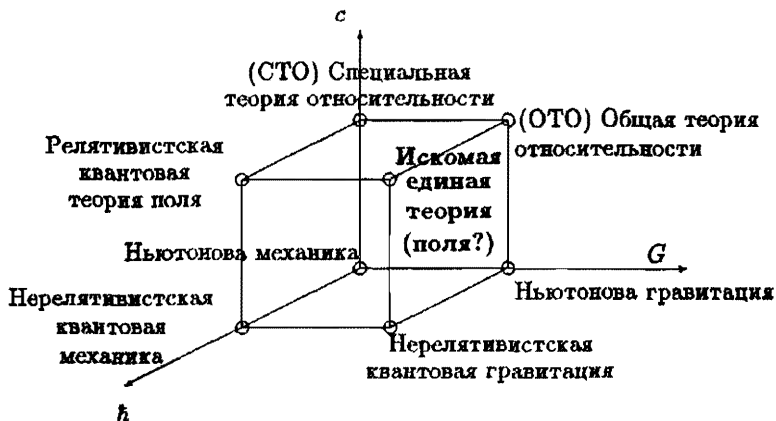 c
(СТО) Специальная
теория относительности
(ОТО) Общая теория
относительности
Релятивистская
квантовая
теория поля
Искомая
единая
теория
(поля?)
Ньютонова механика
G
Ньютонова гравитация
Нерелятивистская
квантовая
механика
Нерелятивистская
квантовая гравитация
ħ